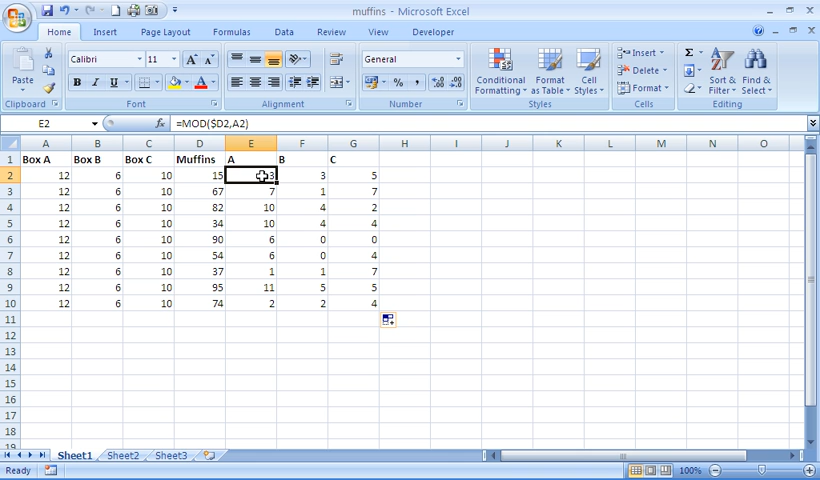 muffins - Microsoft Excel
Home Insert Page Layout Formulas Data Review View Developer
Paste
Clipboard
Calibri 11
B I U
Font
Alignment
General
$ % , .0 .00 .00 .0
Number
Conditional Formatting
Format as Table
Cell Styles
Styles
Insert
Delete
Format
Cells
Σ
Sort & Filter
Find & Select
Editing
E2 fx =MOD($D2,A2)
A B C D E F G H I J K L M N O
1 Box A Box B Box C Muffins A B C
2 12 6 10 15 3 3 5
3 12 6 10 67 7 1 7
4 12 6 10 82 10 4 2
5 12 6 10 34 10 4 4
6 12 6 10 90 6 0 0
7 12 6 10 54 6 0 4
8 12 6 10 37 1 1 7
9 12 6 10 95 11 5 5
10 12 6 10 74 2 2 4
11
12
13
14
15
16
17
18
19
Sheet1 Sheet2 Sheet3
Ready 100%